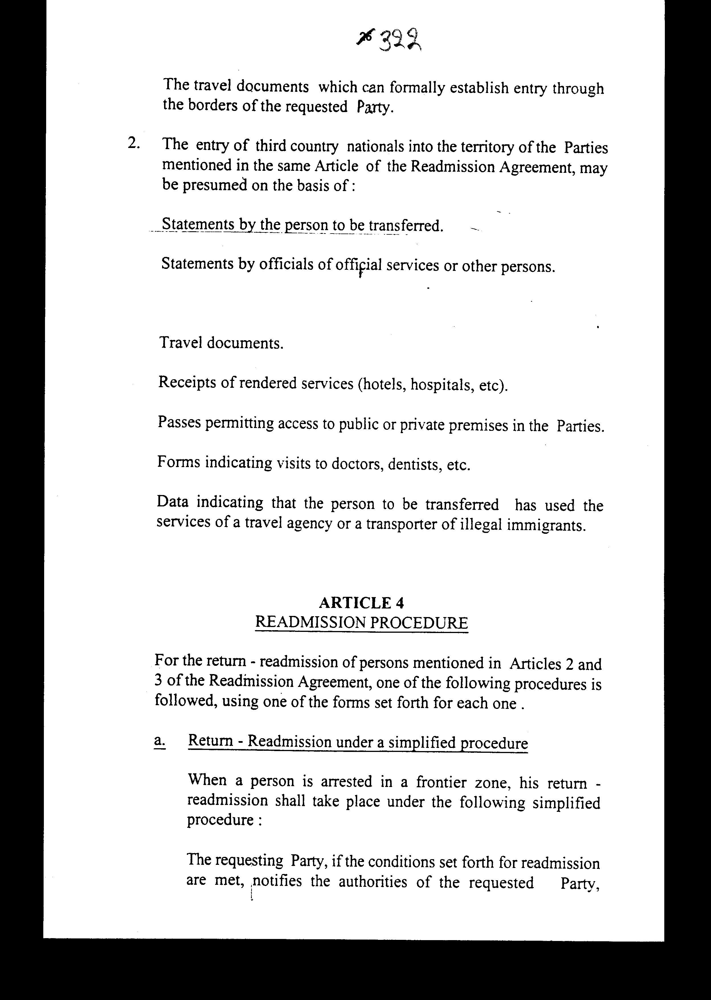 26 322
The travel documents which can formally establish entry through
the borders of the requested Party.
2. The entry of third country nationals into the territory of the Parties
mentioned in the same Article of the Readmission Agreement, may
be presumed on the basis of :
Statements by the person to be transferred.
Statements by officials of official services or other persons.
Travel documents.
Receipts of rendered services (hotels, hospitals, etc).
Passes permitting access to public or private premises in the Parties.
Forms indicating visits to doctors, dentists, etc.
Data indicating that the person to be transferred has used the
services of a travel agency or a transporter of illegal immigrants.
ARTICLE 4
READMISSION PROCEDURE
For the return - readmission of persons mentioned in Articles 2 and
3 of the Readmission Agreement, one of the following procedures is
followed, using one of the forms set forth for each one .
a. Return - Readmission under a simplified procedure
When a person is arrested in a frontier zone, his return -
readmission shall take place under the following simplified
procedure :
The requesting Party, if the conditions set forth for readmission
are met, notifies the authorities of the requested Party,